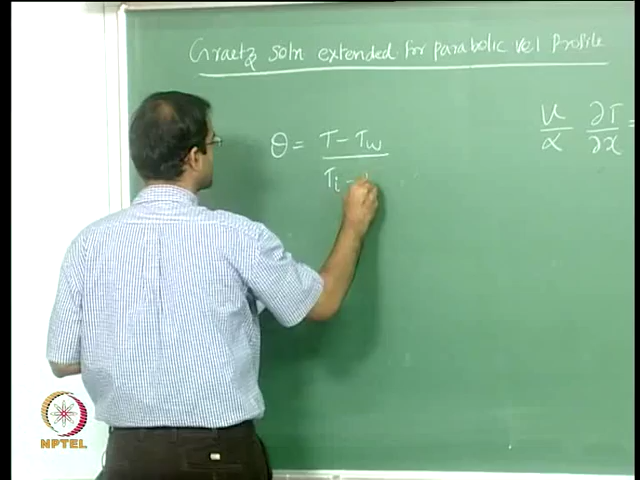 Graetz soln extended for parabolic vel Profile
θ = (T - Tw) / (Ti -
u/α ∂T/∂x =
NPTEL